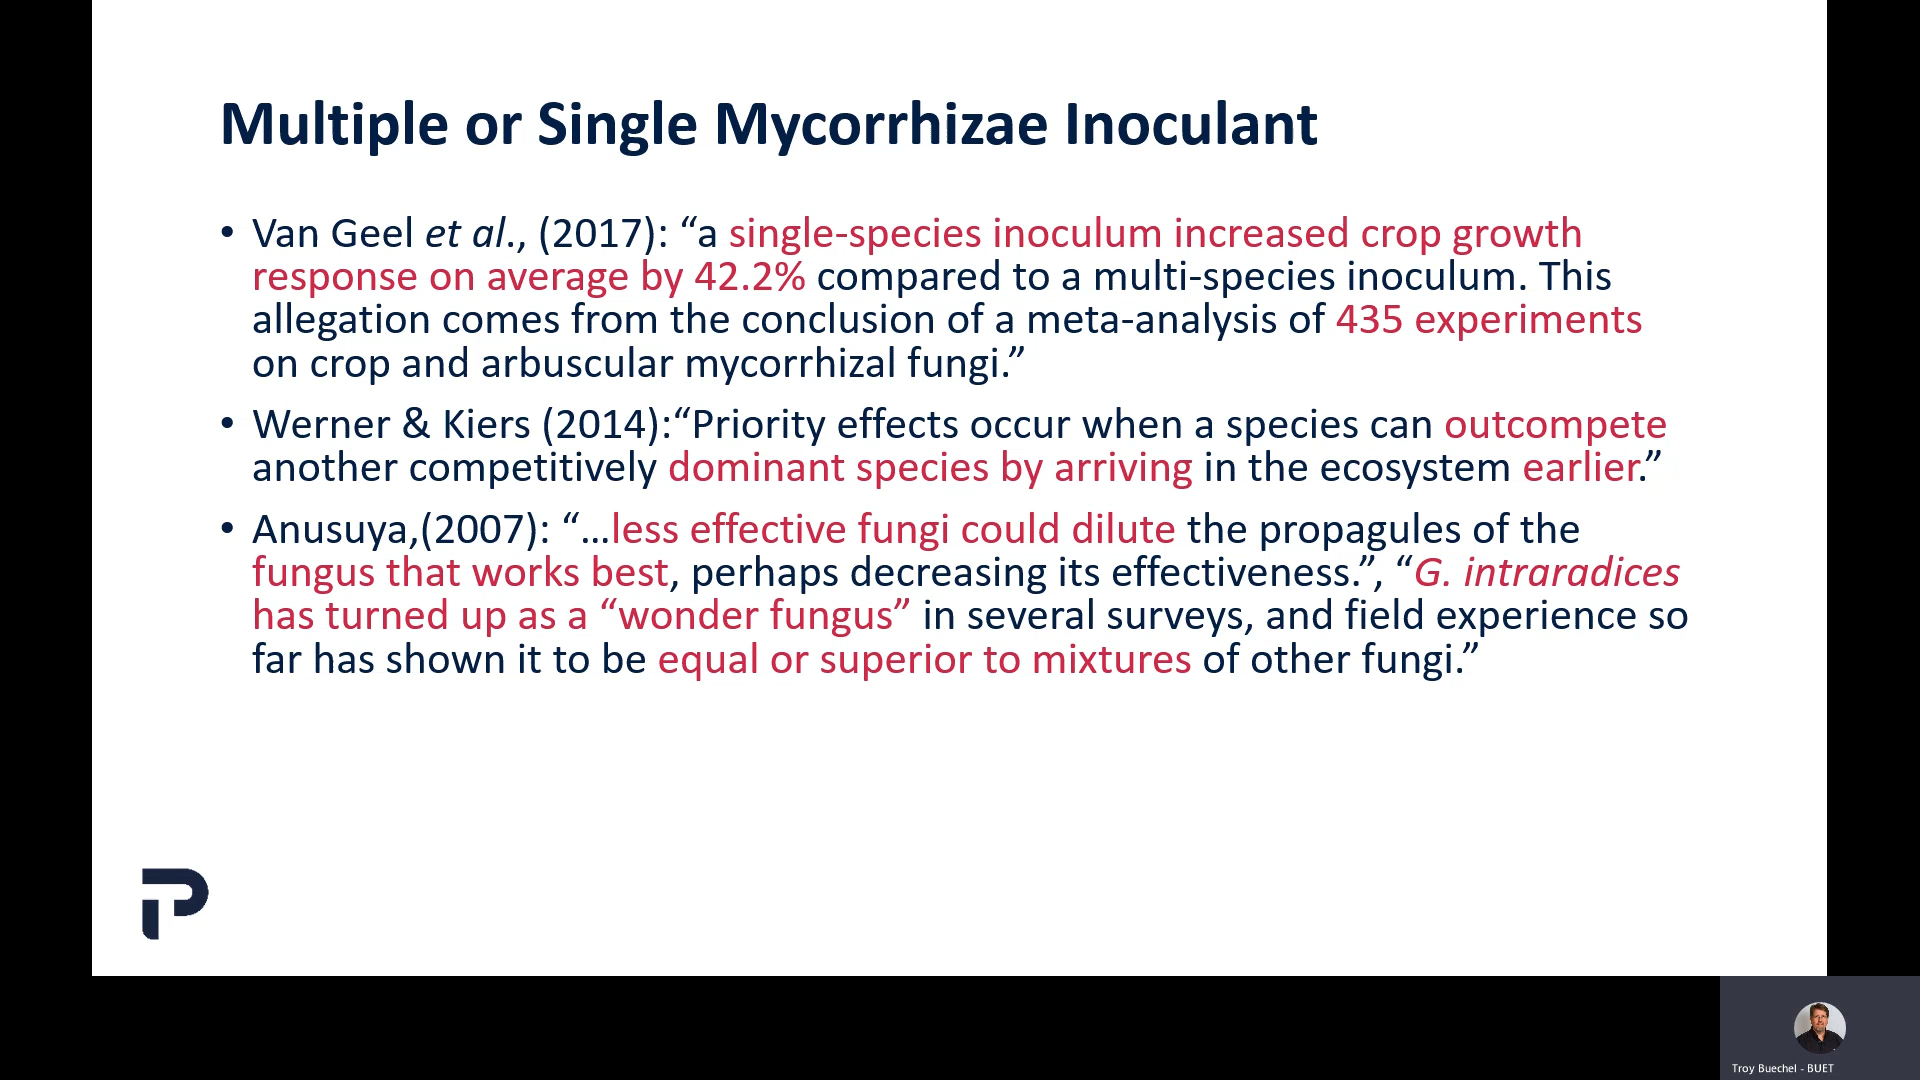 Multiple or Single Mycorrhizae Inoculant
• Van Geel et al., (2017): “a single-species inoculum increased crop growth
response on average by 42.2% compared to a multi-species inoculum. This
allegation comes from the conclusion of a meta-analysis of 435 experiments
on crop and arbuscular mycorrhizal fungi.”
• Werner & Kiers (2014):“Priority effects occur when a species can outcompete
another competitively dominant species by arriving in the ecosystem earlier.”
• Anusuya,(2007): “…less effective fungi could dilute the propagules of the
fungus that works best, perhaps decreasing its effectiveness.”, “G. intraradices
has turned up as a “wonder fungus” in several surveys, and field experience so
far has shown it to be equal or superior to mixtures of other fungi.”
Troy Buechel - BUET